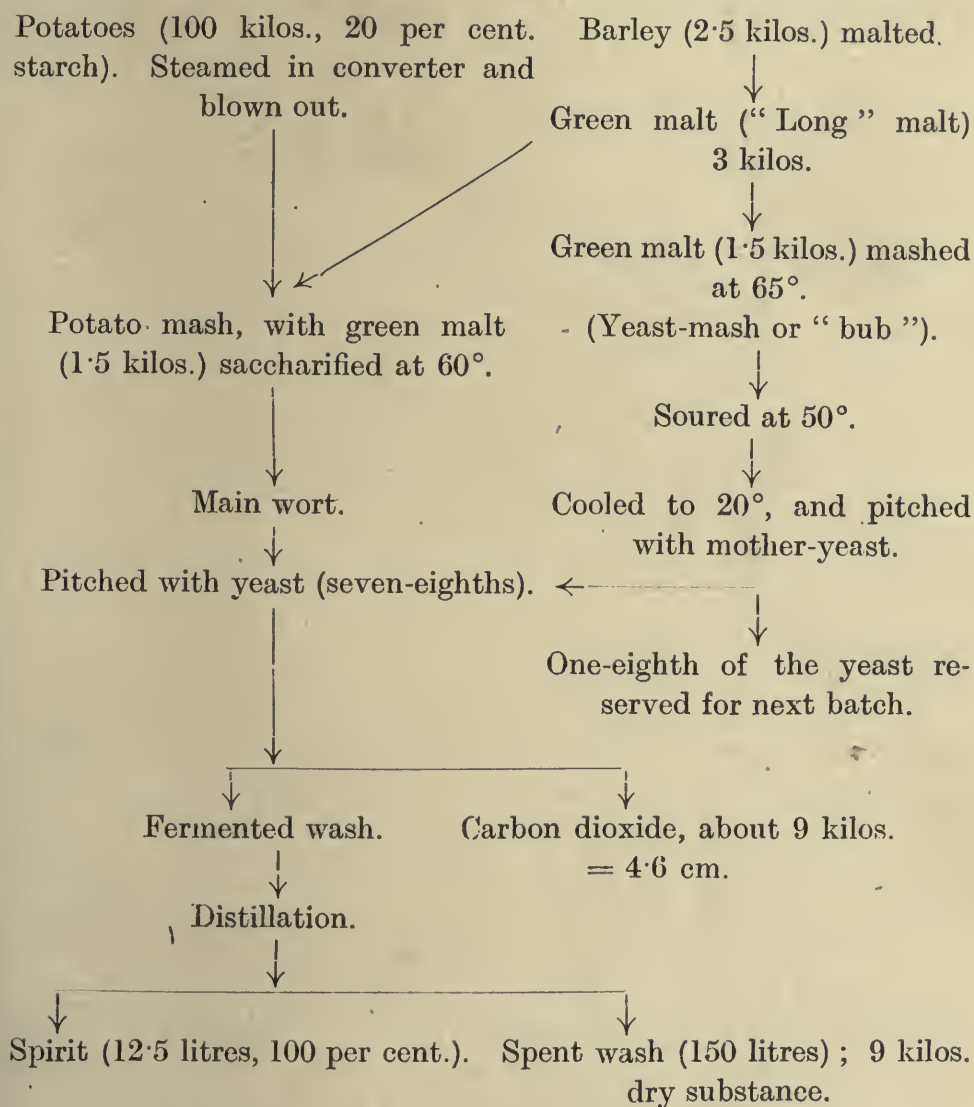 Potatoes (100 kilos., 20 per cent.
starch). Steamed in converter and
blown out.
Barley (2·5 kilos.) malted.
Green malt (“ Long ” malt)
3 kilos.
Green malt (1·5 kilos.) mashed
at 65°.
(Yeast-mash or “ bub ”).
Potato mash, with green malt
(1·5 kilos.) saccharified at 60°.
Soured at 50°.
Main wort.
Cooled to 20°, and pitched
with mother-yeast.
Pitched with yeast (seven-eighths).
One-eighth of the yeast re-
served for next batch.
Fermented wash.
Carbon dioxide, about 9 kilos.
= 4·6 cm.
Distillation.
Spirit (12·5 litres, 100 per cent.).
Spent wash (150 litres) ; 9 kilos.
dry substance.